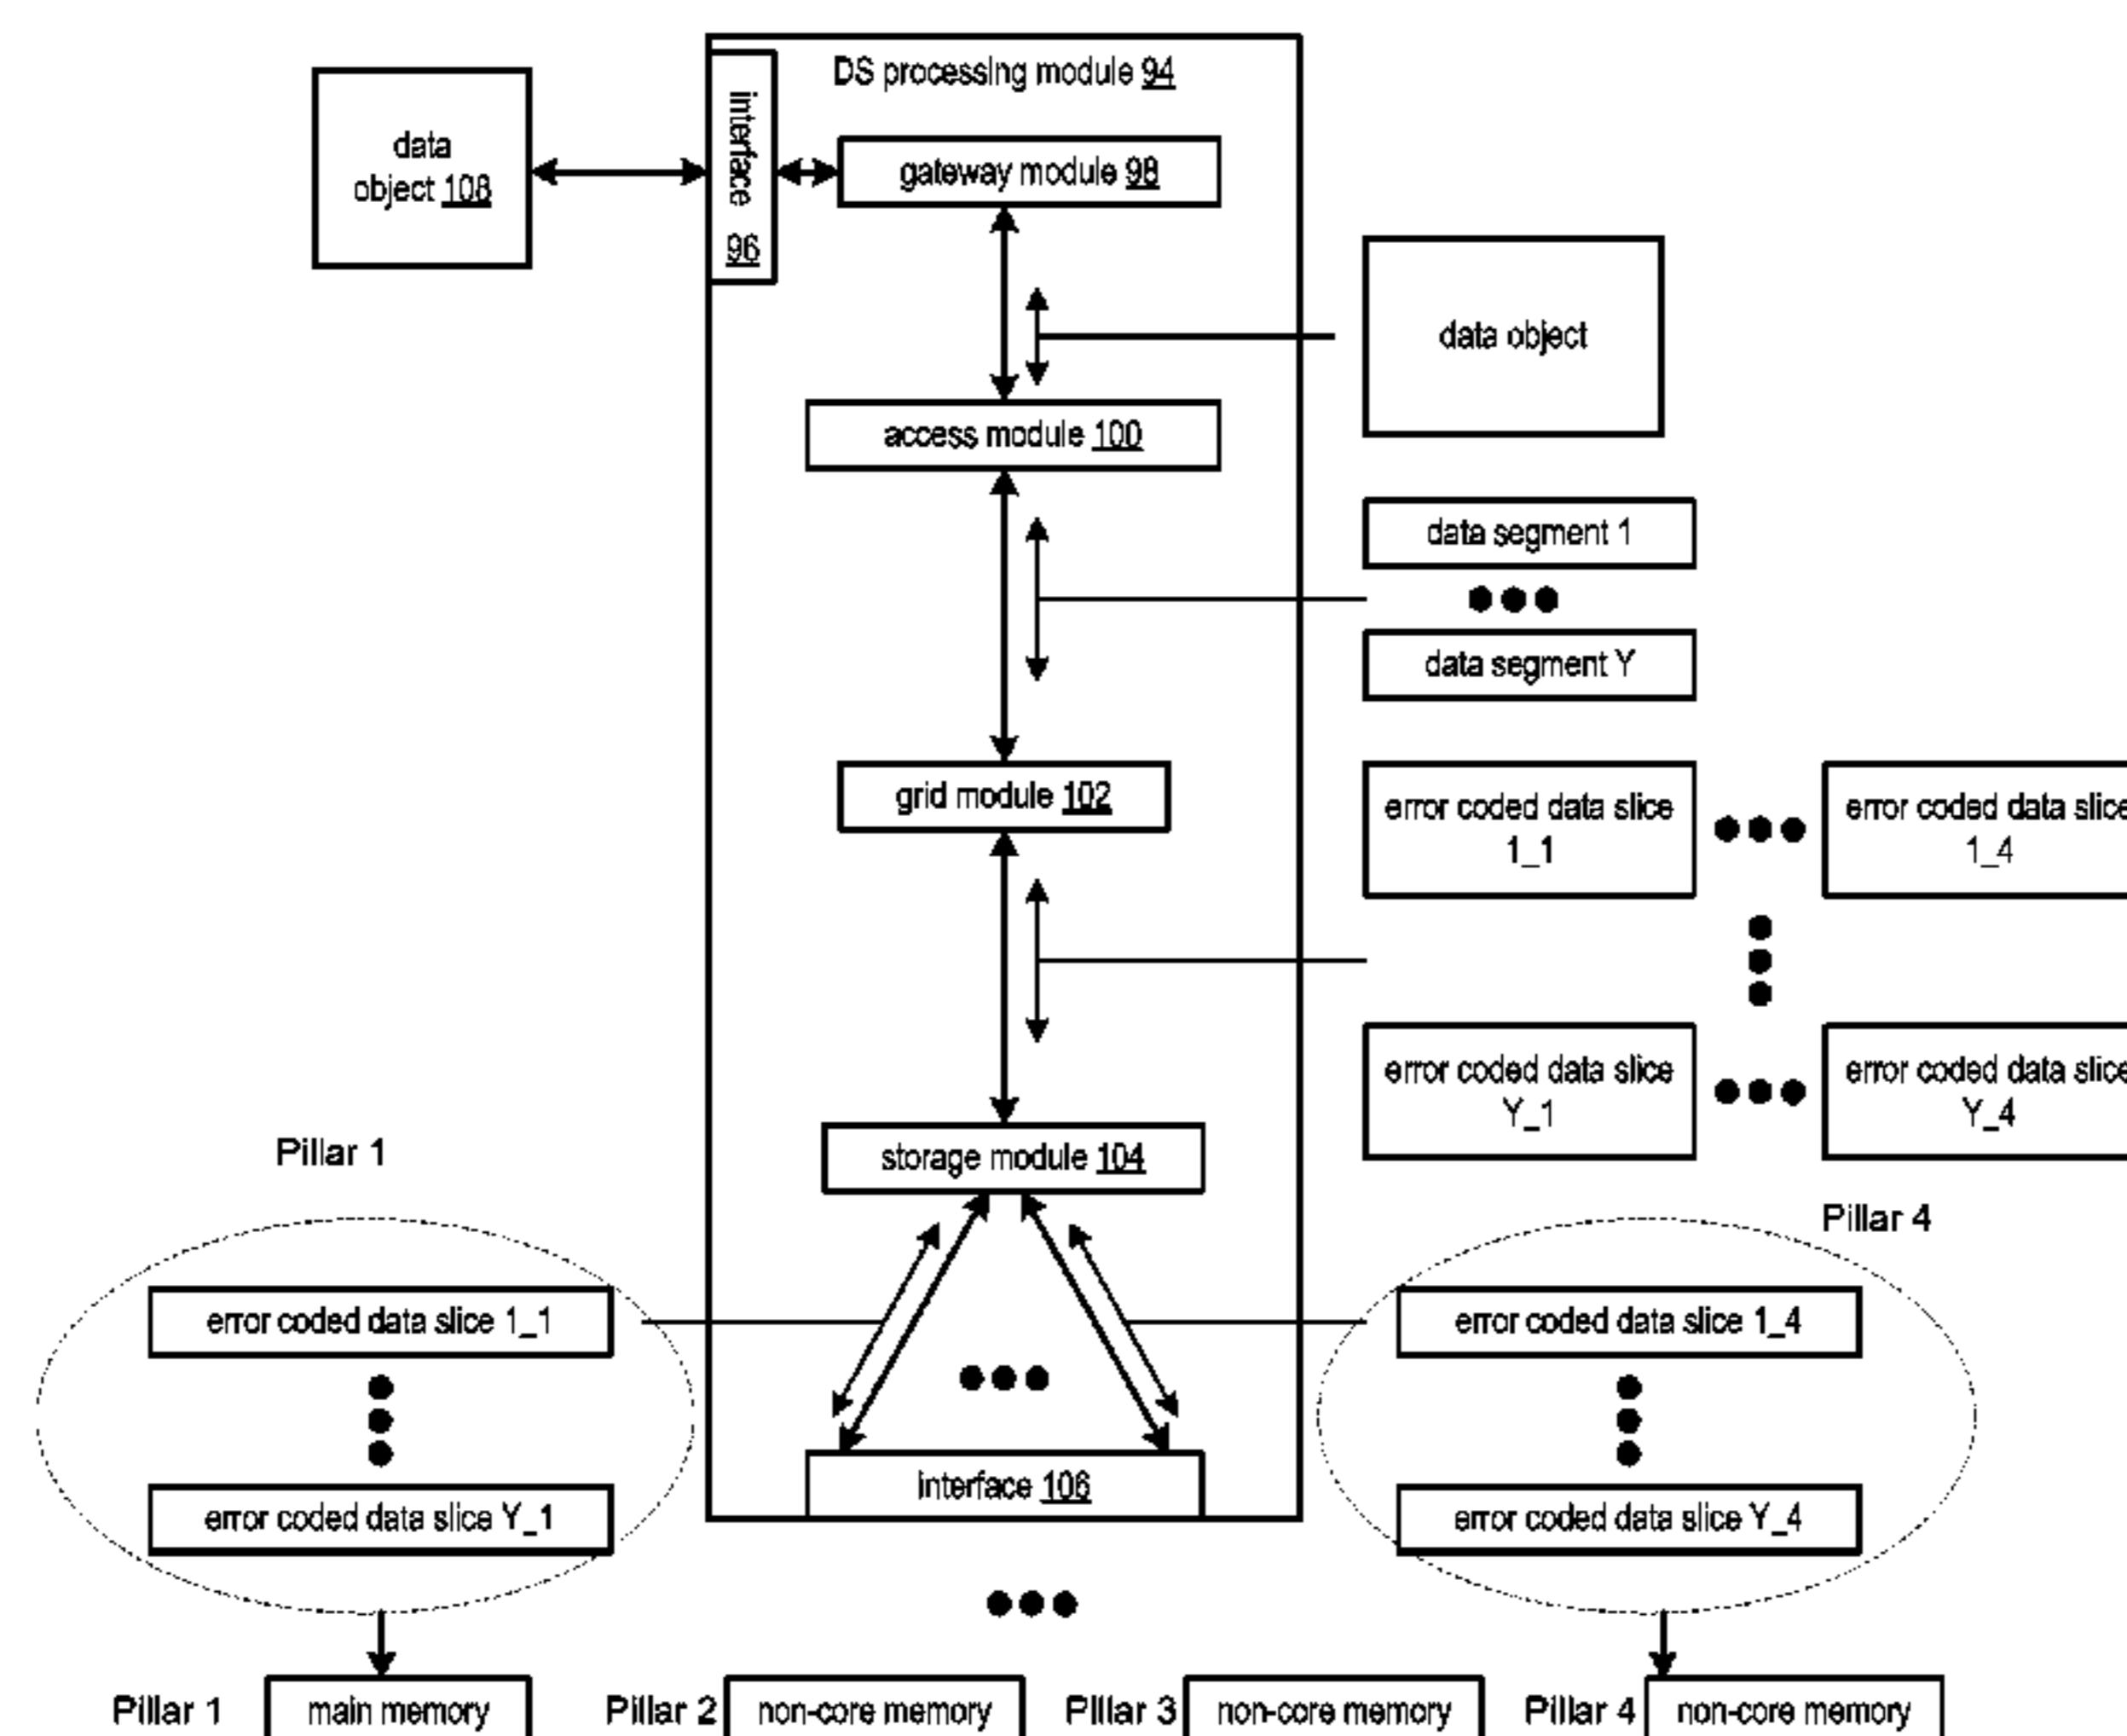 DS processing module 94
data
object 108
interface 96
gateway module 98
data object
access module 100
data segment 1
data segment Y
grid module 102
error coded data slice
1_1
error coded data slice
1_4
error coded data slice
Y_1
error coded data slice
Y_4
storage module 104
Pillar 1
Pillar 4
error coded data slice 1_1
error coded data slice 1_4
interface 106
error coded data slice Y_1
error coded data slice Y_4
Pillar 1 main memory Pillar 2 non-core memory Pillar 3 non-core memory Pillar 4 non-core memory